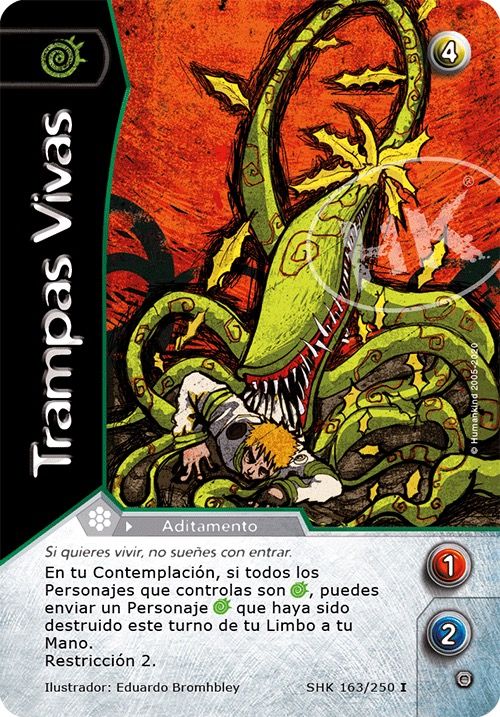 4
Trampas Vivas
HK
®
© Humankind 2005-2020
Aditamento
Si quieres vivir, no sueñes con entrar.
En tu Contemplación, si todos los
Personajes que controlas son , puedes
enviar un Personaje que haya sido
destruido este turno de tu Limbo a tu
Mano.
Restricción 2.
1
2
Ilustrador: Eduardo Bromhbley
SHK 163/250 I